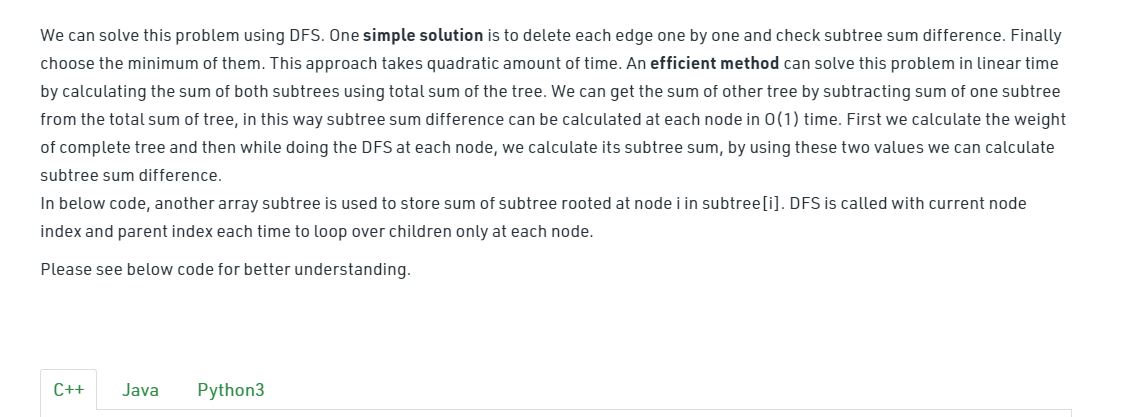 We can solve this problem using DFS. One simple solution is to delete each edge one by one and check subtree sum difference. Finally
choose the minimum of them. This approach takes quadratic amount of time. An efficient method can solve this problem in linear time
by calculating the sum of both subtrees using total sum of the tree. We can get the sum of other tree by subtracting sum of one subtree
from the total sum of tree, in this way subtree sum difference can be calculated at each node in O(1) time. First we calculate the weight
of complete tree and then while doing the DFS at each node, we calculate its subtree sum, by using these two values we can calculate
subtree sum difference.
In below code, another array subtree is used to store sum of subtree rooted at node i in subtree[i]. DFS is called with current node
index and parent index each time to loop over children only at each node.
Please see below code for better understanding.
C++ Java Python3